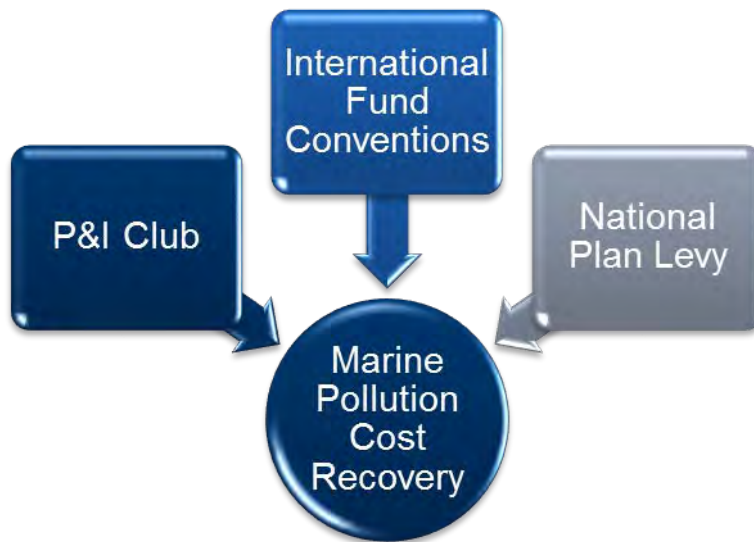 International
Fund
Conventions
P&I Club
National
Plan Levy
Marine
Pollution
Cost
Recovery